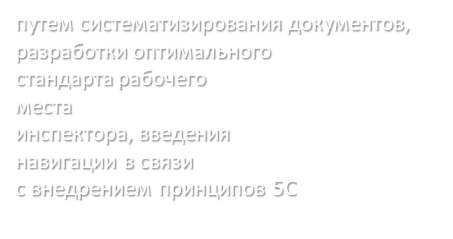 путем систематизирования документов,
разработки оптимального
стандарта рабочего
места
инспектора, введения
навигации в связи
с внедрением принципов 5С